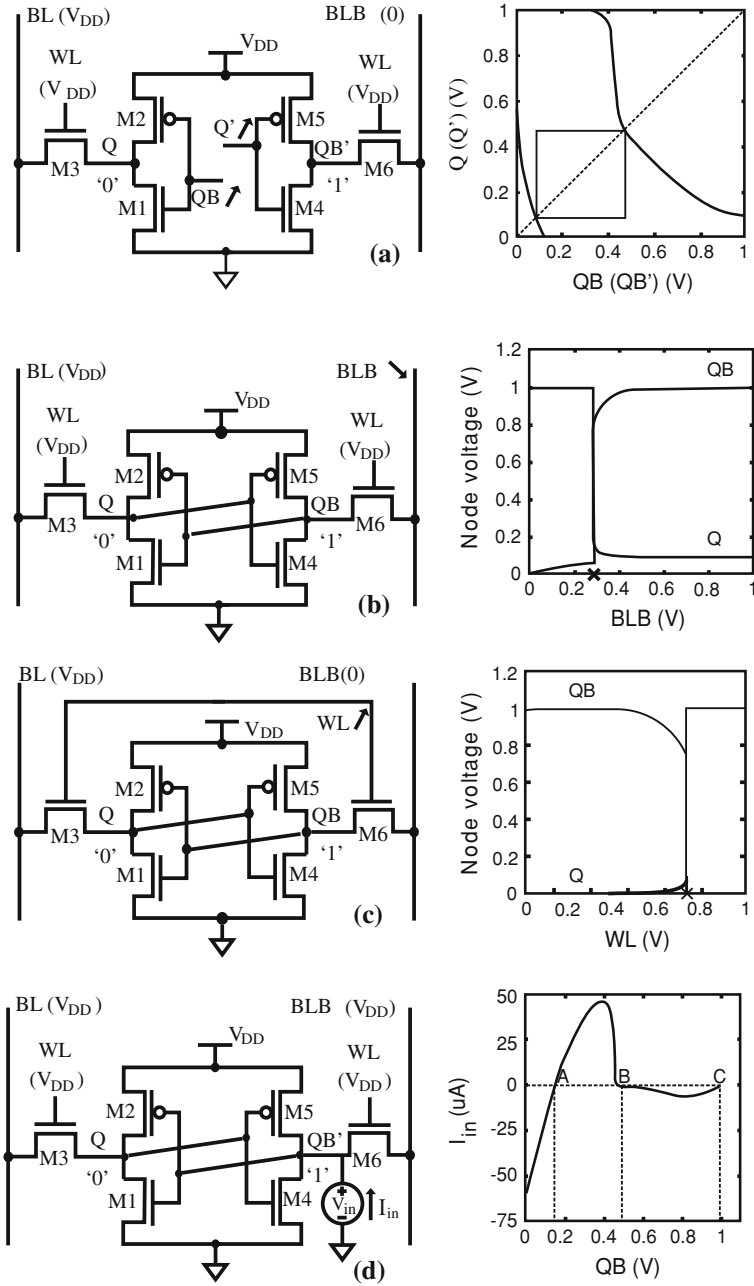 BL (VDD) BLB (0)
WL (V DD) VDD WL (VDD)
M2 M5 Q'
M3 Q QB' M6
'0' '1'
M1 QB M4
(a)
Q (Q') (V)
1
0.8
0.6
0.4
0.2
0
0 0.2 0.4 0.6 0.8 1
QB (QB') (V)
BL (VDD) BLB
WL (VDD) VDD WL (VDD)
M2 M5
M3 Q QB M6
'0' '1'
M1 M4
(b)
Node voltage (V)
1.2
1
0.8
0.6
0.4
0.2
0
QB
Q
0 0.2 0.4 0.6 0.8 1
BLB (V)
BL (VDD) BLB(0)
WL
VDD
M2 M5
M3 Q QB M6
'0' '1'
M1 M4
(c)
Node voltage (V)
1.2
1
0.8
0.6
0.4
0.2
0
QB
Q
0 0.2 0.4 0.6 0.8 1
WL (V)
BL (VDD) BLB (VDD)
WL (VDD) VDD WL (VDD)
M2 M5
M3 Q QB' M6
'0' '1'
M1 M4 Vin Iin
(d)
Iin (uA)
50
25
0
-25
-50
-75
A B C
0 0.2 0.4 0.6 0.8 1
QB (V)